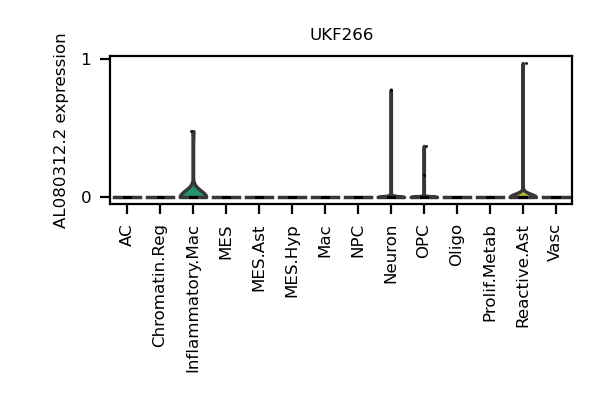 UKF266
AL080312.2 expression
1
0
AC
Chromatin.Reg
Inflammatory.Mac
MES
MES.Ast
MES.Hyp
Mac
NPC
Neuron
OPC
Oligo
Prolif.Metab
Reactive.Ast
Vasc